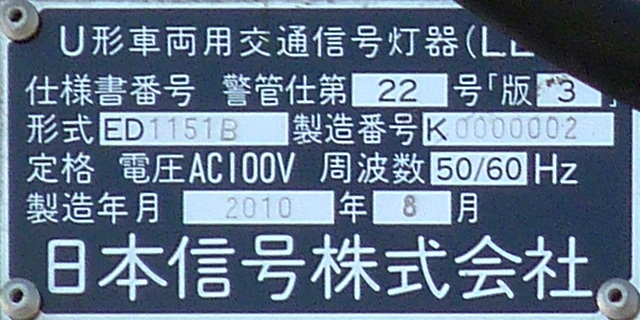 U形車両用交通信号灯器(LE
仕様書番号 警管仕第 22 号「版 3 」
形式 ED1151B 製造番号 K 0000002
定格 電圧AC100V 周波数 50/60 Hz
製造年月 2010 年 8 月
日本信号株式会社